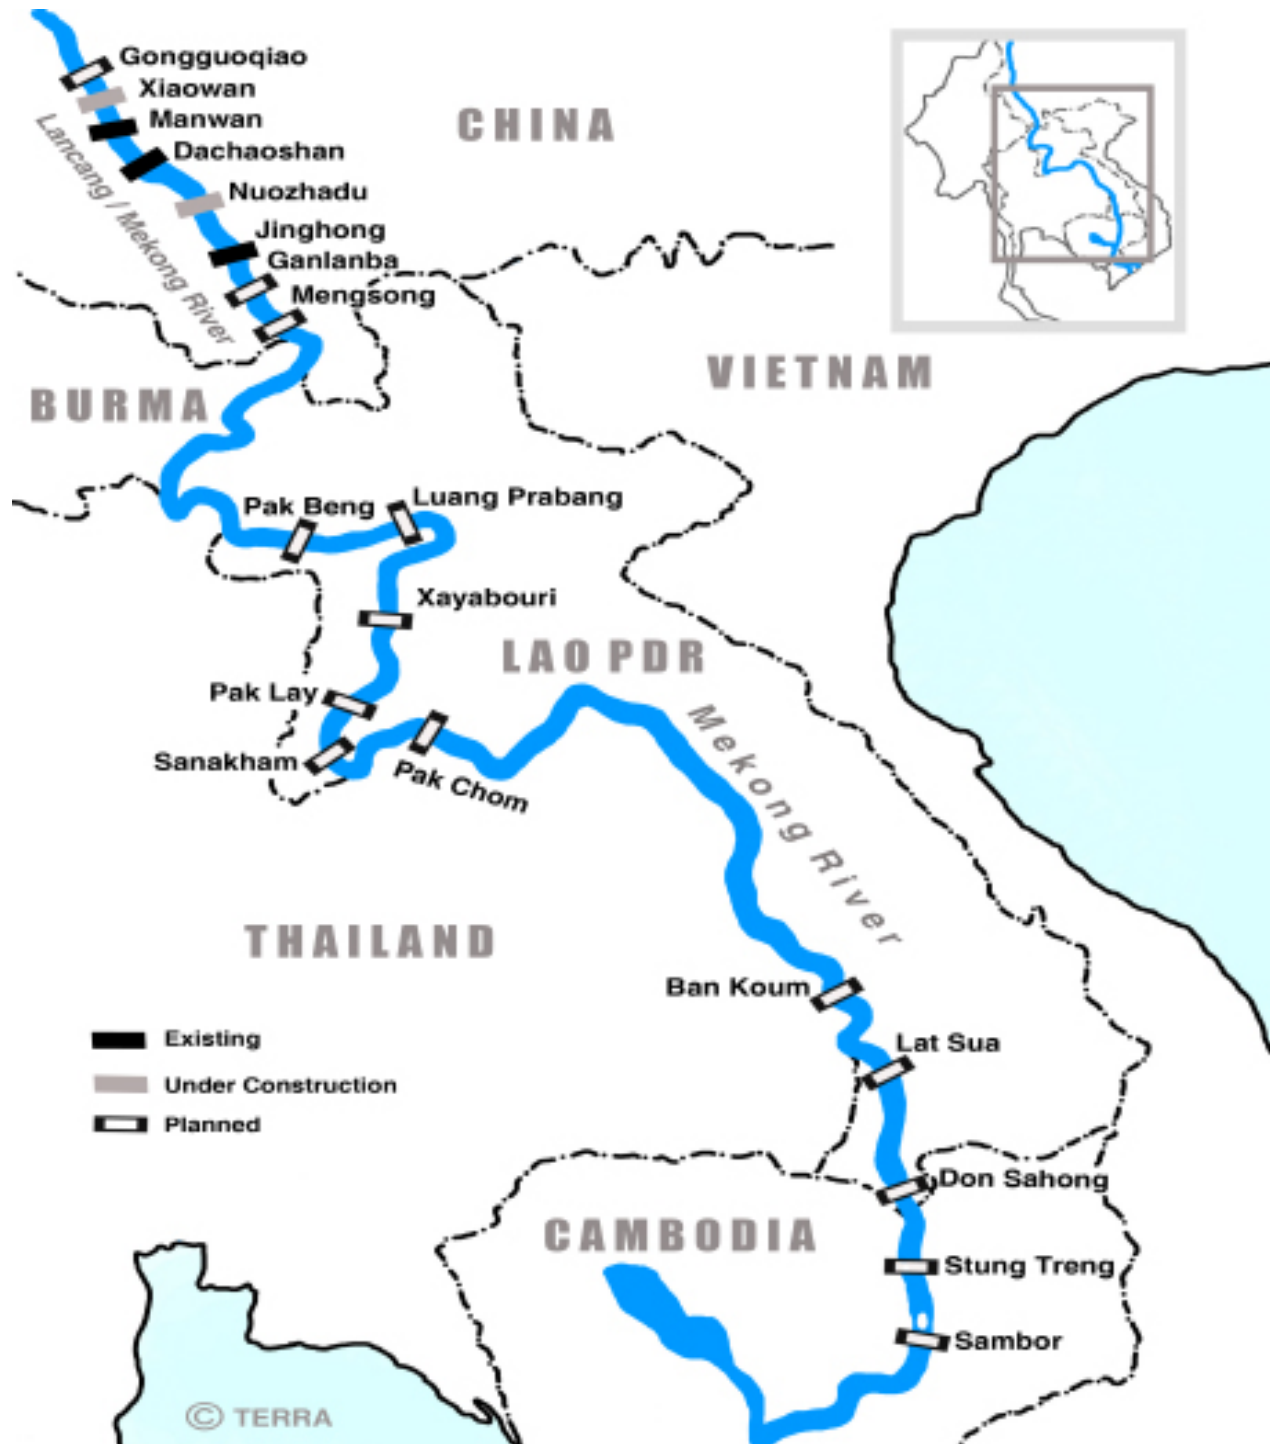 Gongguoqiao
Xiaowan
Manwan
Dachaoshan
Nuozhadu
Jinghong
Ganlanba
Mengsong
Lancang / Mekong River
CHINA
VIETNAM
BURMA
Pak Beng
Luang Prabang
Xayabouri
LAO PDR
Pak Lay
Sanakham
Pak Chom
Mekong River
THAILAND
Ban Koum
Lat Sua
Existing
Under Construction
Planned
Don Sahong
CAMBODIA
Stung Treng
Sambor
© TERRA